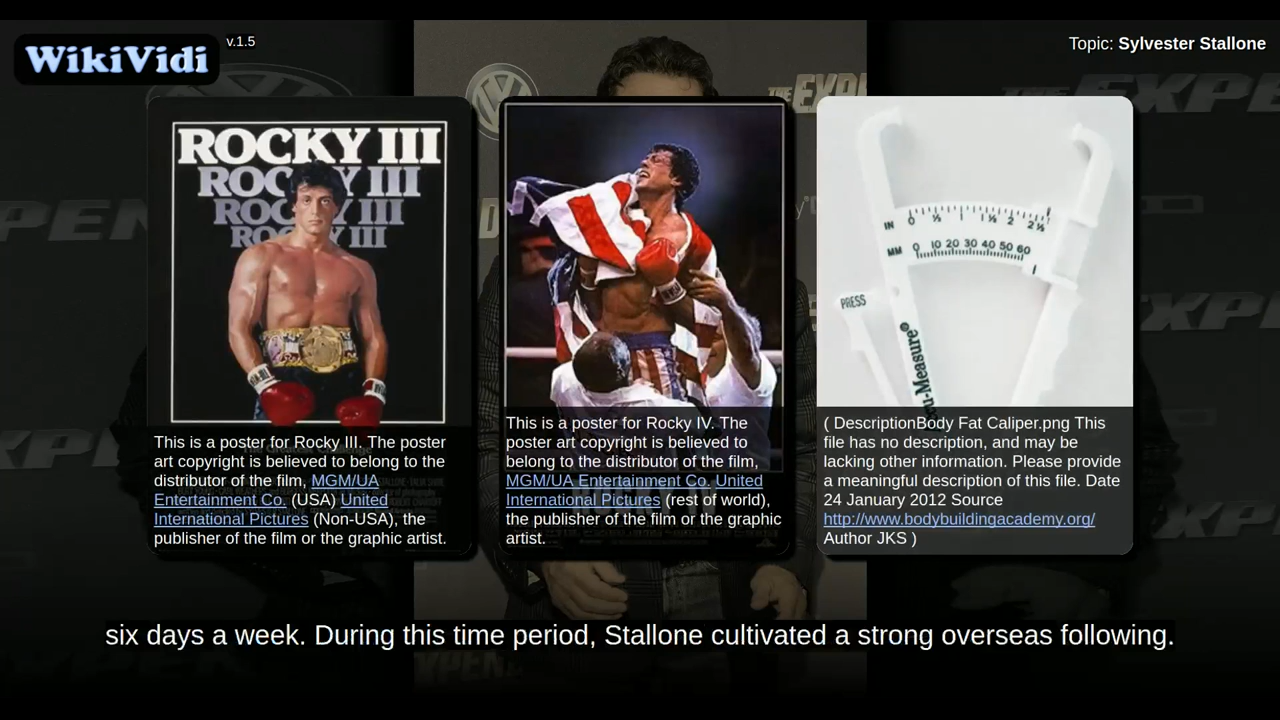 WikiVidi
v.1.5
Topic: Sylvester Stallone
THE EXPE
EXPE
ROCKY III
ROCKY III
ROCKY III
ROCKY III
This is a poster for Rocky III. The poster
art copyright is believed to belong to the
distributor of the film, MGM/UA
Entertainment Co. (USA) United
International Pictures (Non-USA), the
publisher of the film or the graphic artist.
This is a poster for Rocky IV. The
poster art copyright is believed to
belong to the distributor of the film,
MGM/UA Entertainment Co. United
International Pictures (rest of world),
the publisher of the film or the graphic
artist.
IN 0 ½ 1 1½ 2 2½
MM 0 10 20 30 40 50 60
PRESS
cu-Measure®
( DescriptionBody Fat Caliper.png This
file has no description, and may be
lacking other information. Please provide
a meaningful description of this file. Date
24 January 2012 Source
http://www.bodybuildingacademy.org/
Author JKS )
six days a week. During this time period, Stallone cultivated a strong overseas following.